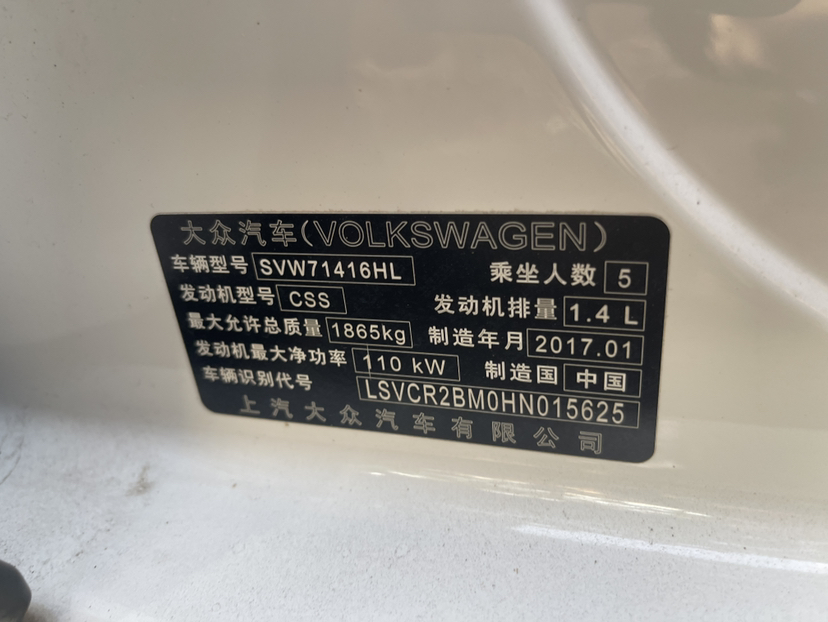 大众汽车(VOLKSWAGEN)
车辆型号 SVW71416HL 乘坐人数 5
发动机型号 CSS 发动机排量 1.4 L
最大允许总质量 1865kg 制造年月 2017.01
发动机最大净功率 110 kW 制造国 中国
车辆识别代号 LSVCR2BM0HN015625
上汽大众汽车有限公司